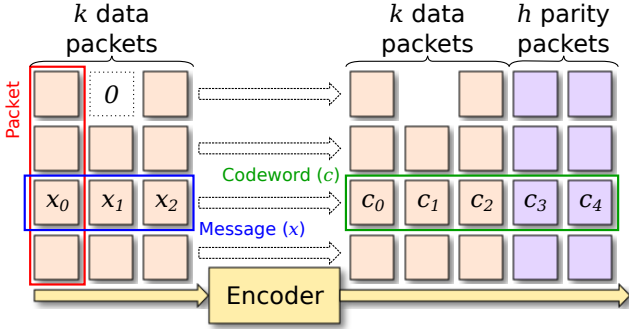 k data
packets
k data
packets
h parity
packets
Packet
0
Codeword (c)
x0 x1 x2
c0 c1 c2 c3 c4
Message (x)
Encoder